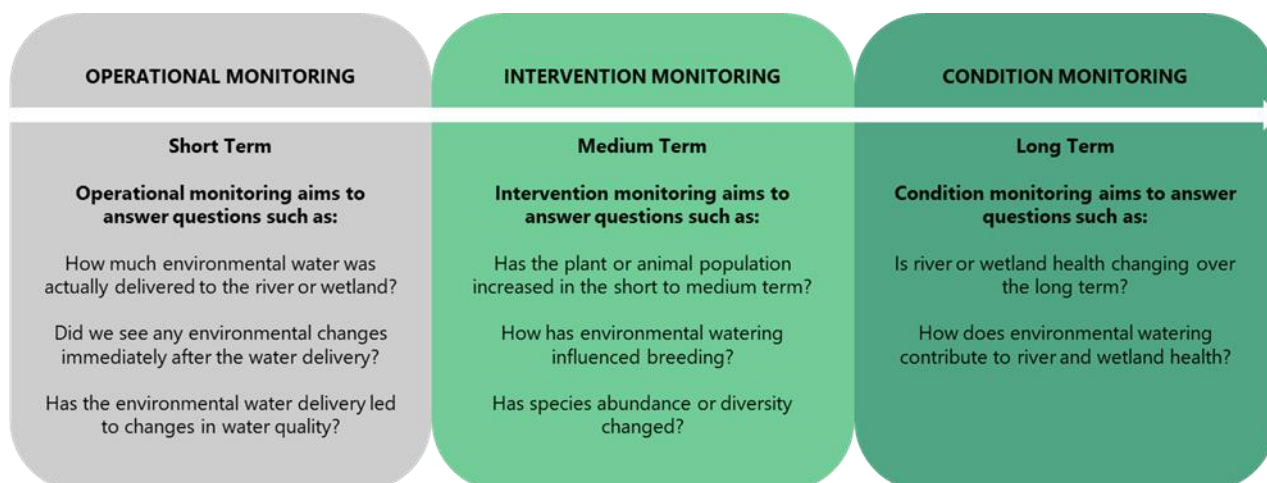 OPERATIONAL MONITORING
Short Term
Operational monitoring aims to
answer questions such as:
How much environmental water was
actually delivered to the river or wetland?
Did we see any environmental changes
immediately after the water delivery?
Has the environmental water delivery led
to changes in water quality?
INTERVENTION MONITORING
Medium Term
Intervention monitoring aims to
answer questions such as:
Has the plant or animal population
increased in the short to medium term?
How has environmental watering
influenced breeding?
Has species abundance or diversity
changed?
CONDITION MONITORING
Long Term
Condition monitoring aims to answer
questions such as:
Is river or wetland health changing over
the long term?
How does environmental watering
contribute to river and wetland health?